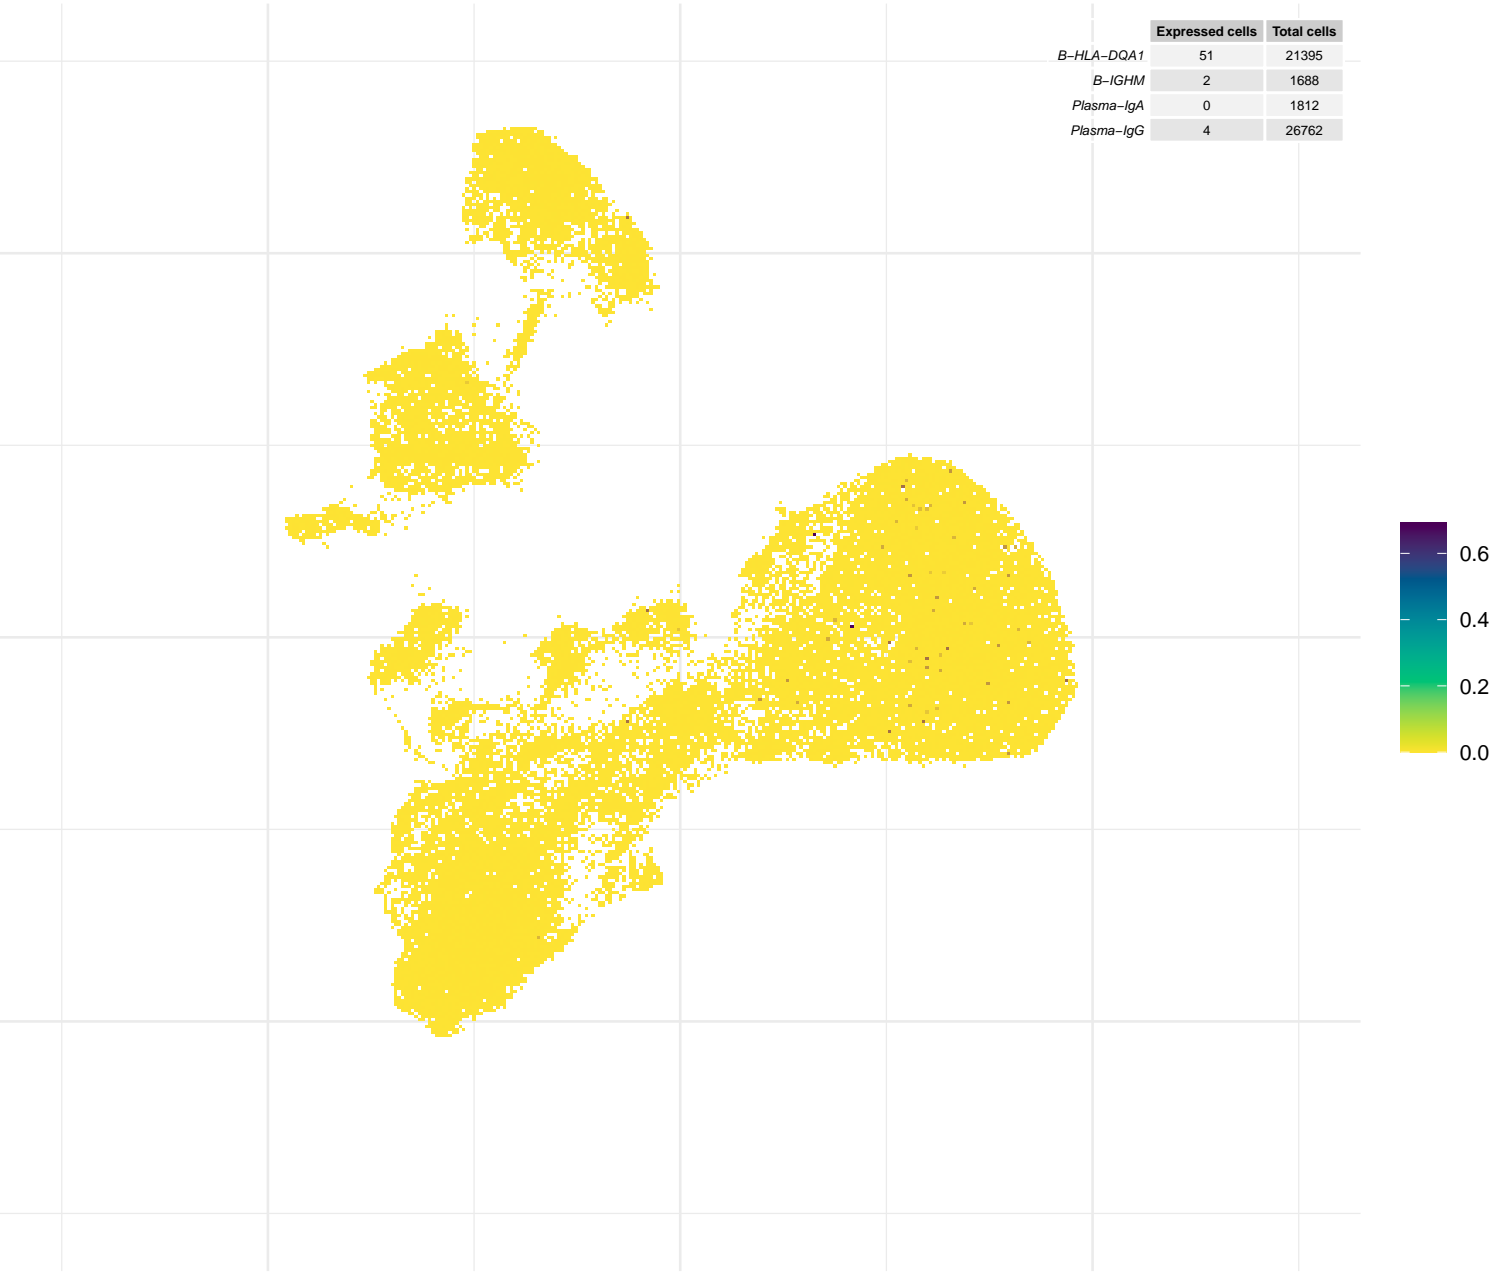 Expressed cells Total cells
B−HLA−DQA1 51 21395
B−IGHM 2 1688
Plasma−IgA 0 1812
Plasma−IgG 4 26762
0.6
0.4
0.2
0.0